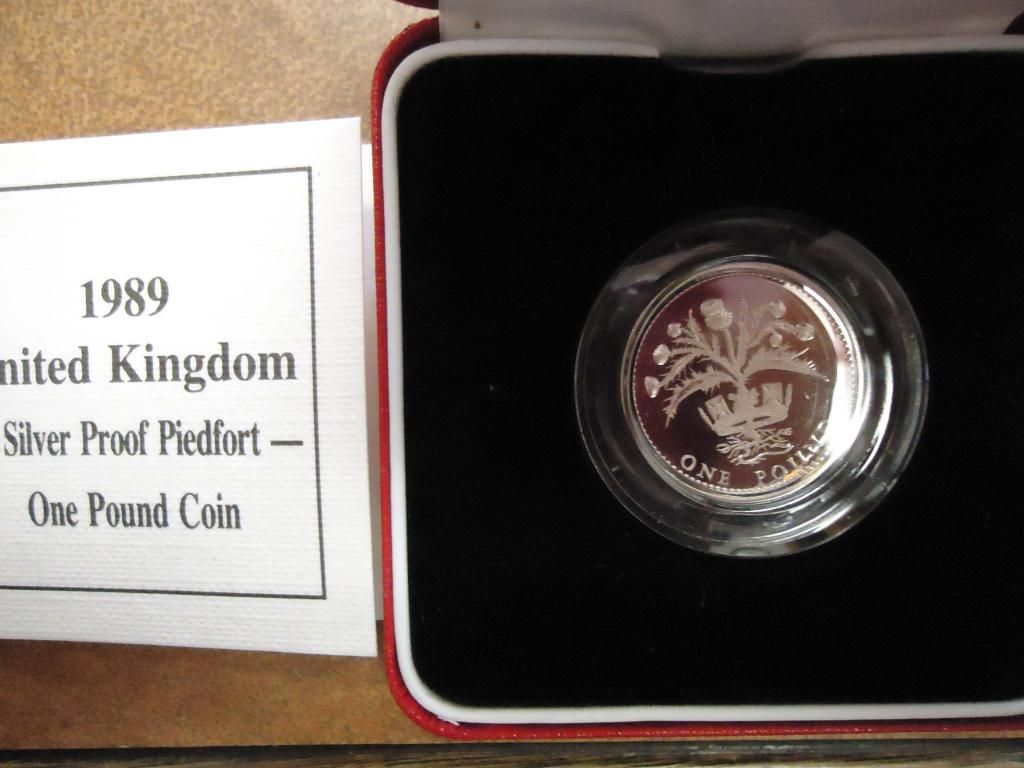 1989
nited Kingdom
Silver Proof Piedfort —
One Pound Coin
ONE POUND